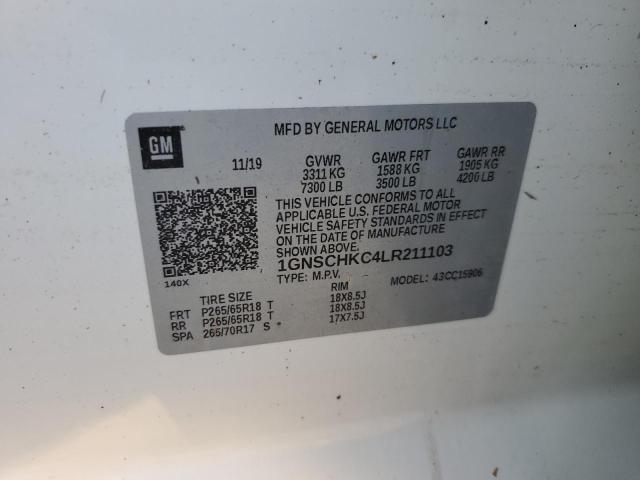 GM
MFD BY GENERAL MOTORS LLC
11/19 GVWR GAWR FRT GAWR RR
3311 KG 1588 KG 1905 KG
7300 LB 3500 LB 4200 LB
THIS VEHICLE CONFORMS TO ALL
APPLICABLE U.S. FEDERAL MOTOR
VEHICLE SAFETY STANDARDS IN EFFECT
ON THE DATE OF MANUFACTURE
140X 1GNSCHKC4LR211103
TYPE: M.P.V. MODEL: 43CC15906
TIRE SIZE RIM
FRT P265/65R18 T 18X8.5J
RR P265/65R18 T 18X8.5J
SPA 265/70R17 S 17X7.5J